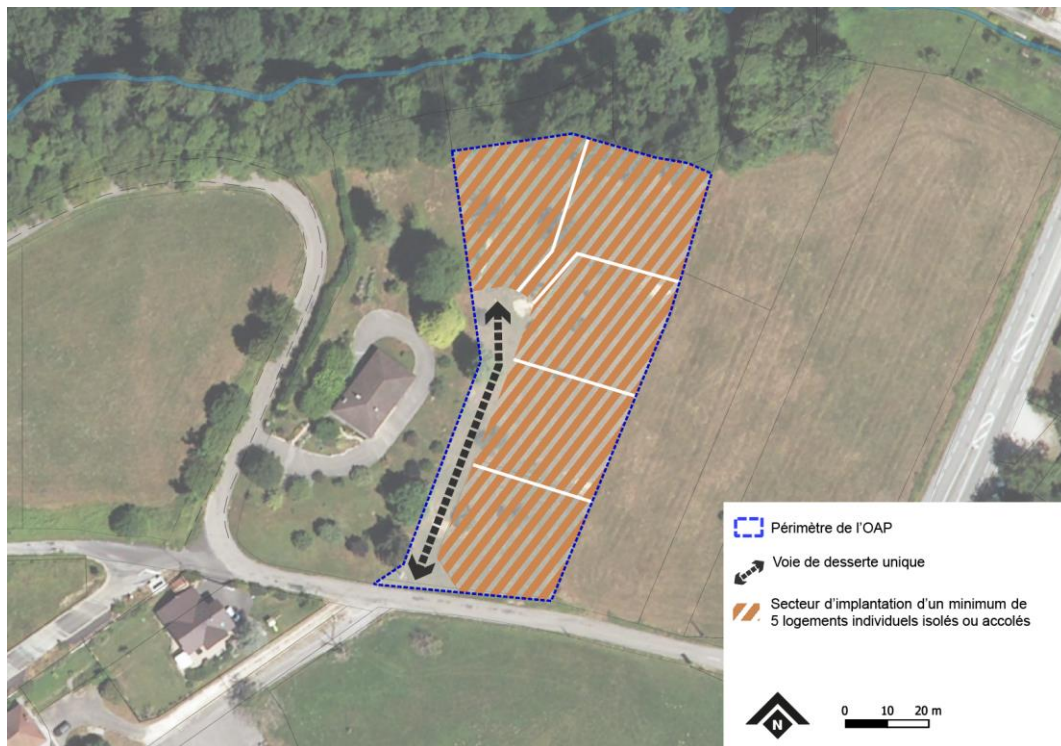 Périmètre de l'OAP
Voie de desserte unique
Secteur d'implantation d'un minimum de
5 logements individuels isolés ou accolés
N
0 10 20 m